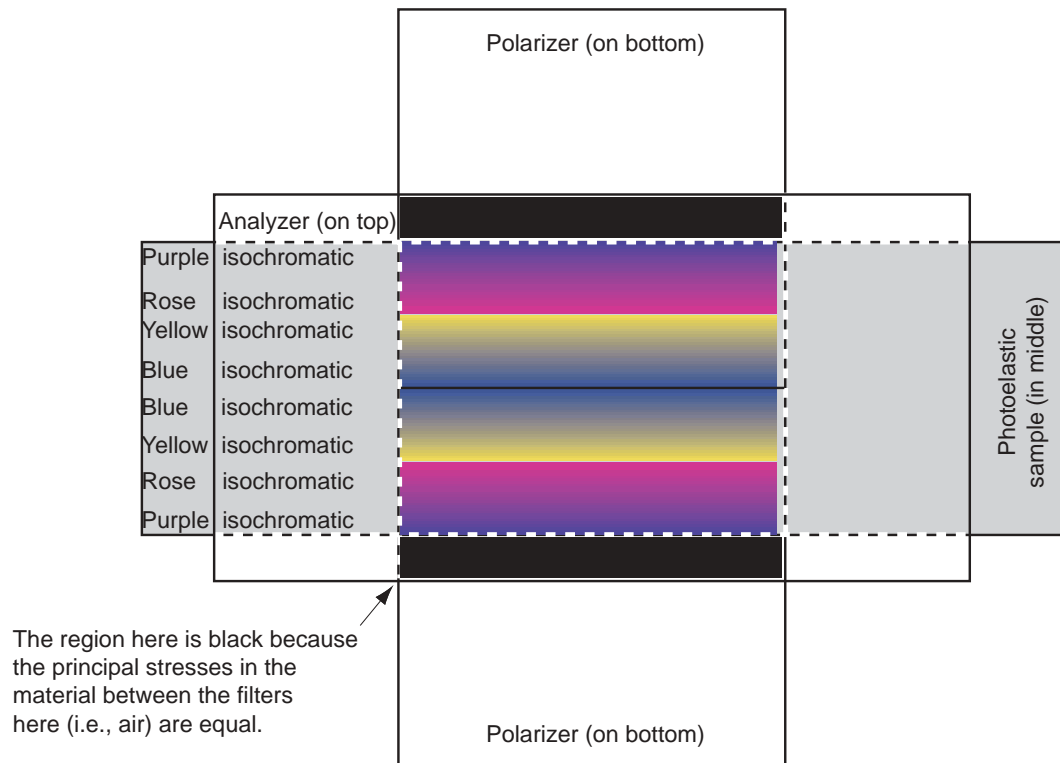 Polarizer (on bottom)
Analyzer (on top)
Purple isochromatic
Rose isochromatic
Yellow isochromatic
Blue isochromatic
Blue isochromatic
Yellow isochromatic
Rose isochromatic
Purple isochromatic
Photoelastic
sample (in middle)
The region here is black because
the principal stresses in the
material between the filters
here (i.e., air) are equal.
Polarizer (on bottom)